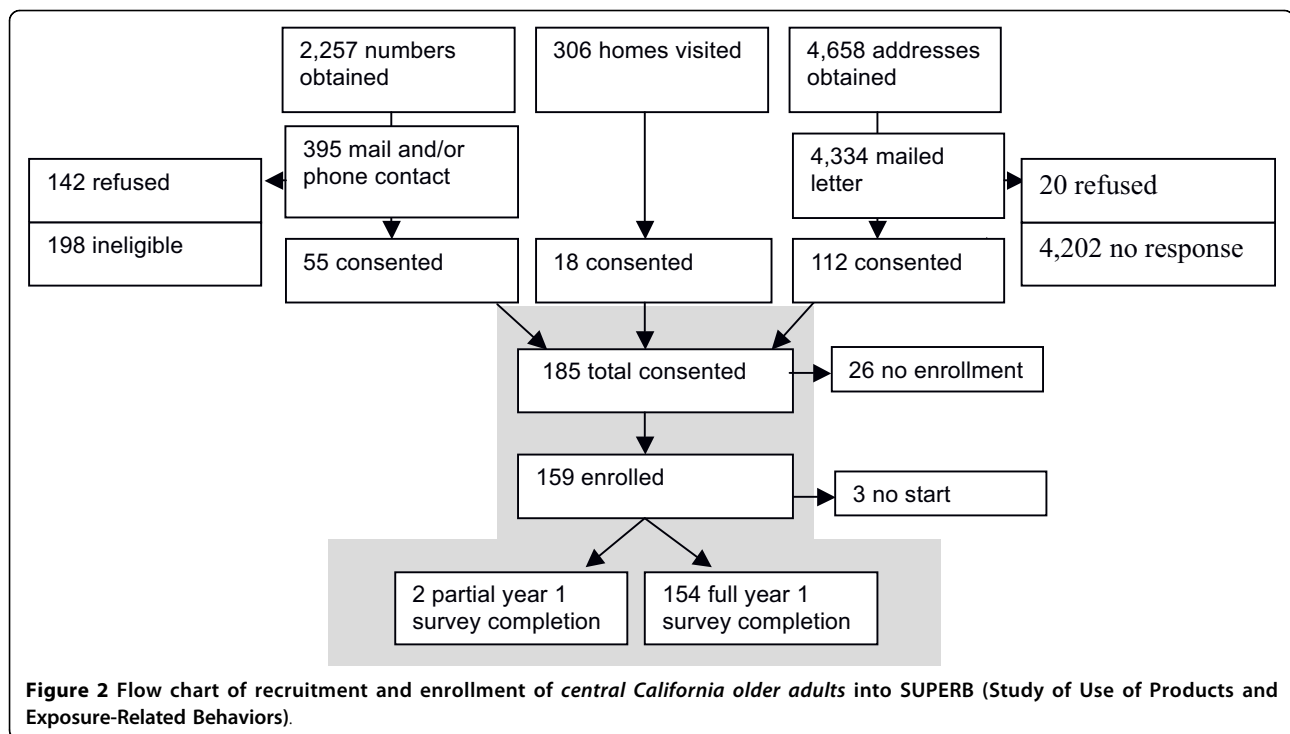 2,257 numbers
obtained
306 homes visited
4,658 addresses
obtained
395 mail and/or
phone contact
4,334 mailed
letter
142 refused
198 ineligible
20 refused
4,202 no response
55 consented
18 consented
112 consented
185 total consented
26 no enrollment
159 enrolled
3 no start
2 partial year 1
survey completion
154 full year 1
survey completion
Figure 2 Flow chart of recruitment and enrollment of central California older adults into SUPERB (Study of Use of Products and
Exposure-Related Behaviors).